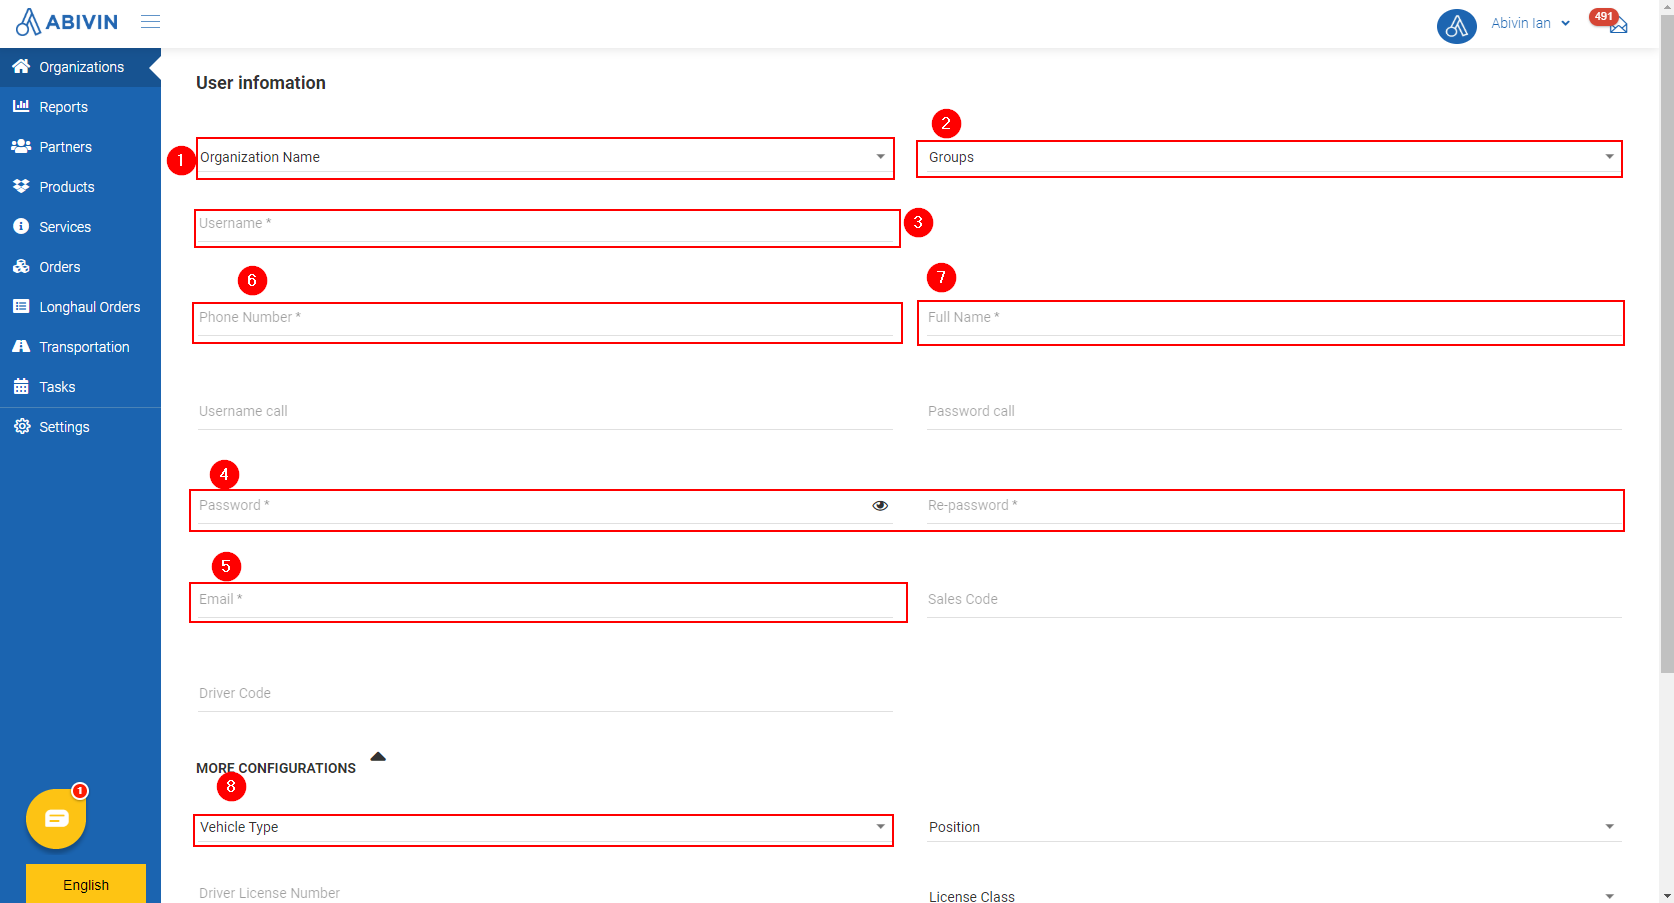 ABIVIN
Abivin Ian
491
Organizations
Reports
Partners
Products
Services
Orders
Longhaul Orders
Transportation
Tasks
Settings
1
English
User infomation
1
Organization Name
2
Groups
Username *
3
6
Phone Number *
7
Full Name *
Username call
Password call
4
Password *
Re-password *
5
Email *
Sales Code
Driver Code
MORE CONFIGURATIONS
8
Vehicle Type
Position
Driver License Number
License Class